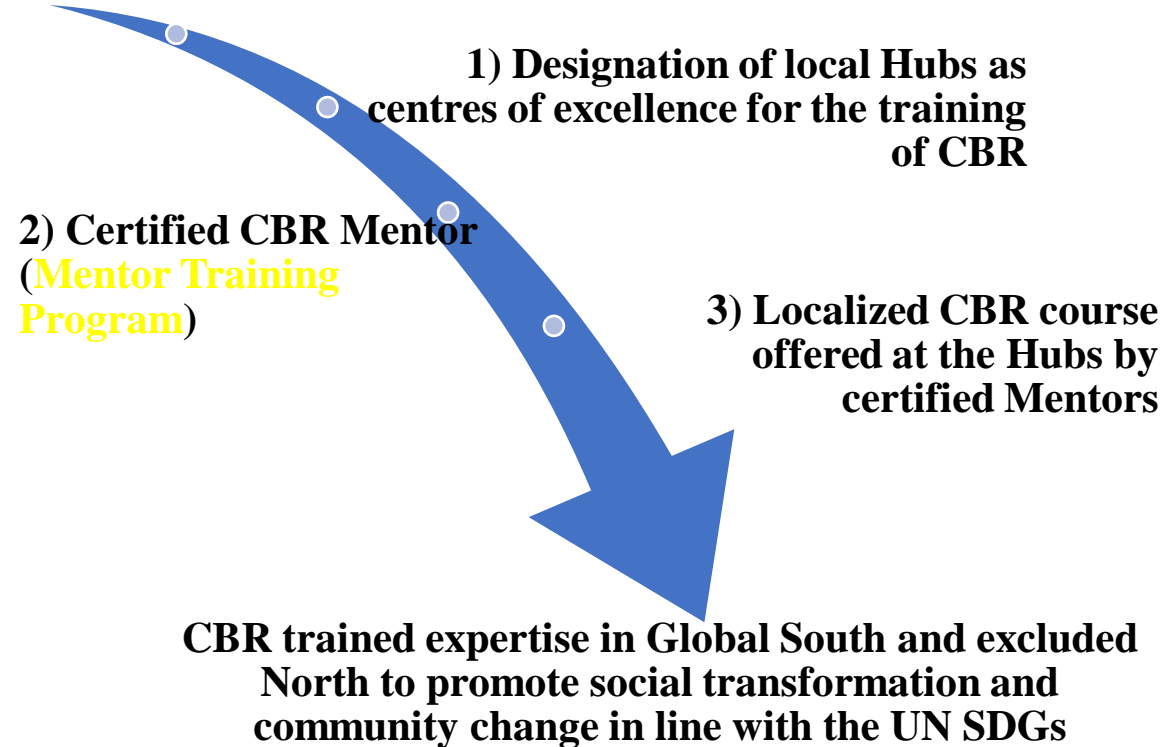 1) Designation of local Hubs as
centres of excellence for the training
of CBR
2) Certified CBR Mentor
(Mentor Training
Program)
3) Localized CBR course
offered at the Hubs by
certified Mentors
CBR trained expertise in Global South and excluded
North to promote social transformation and
community change in line with the UN SDGs